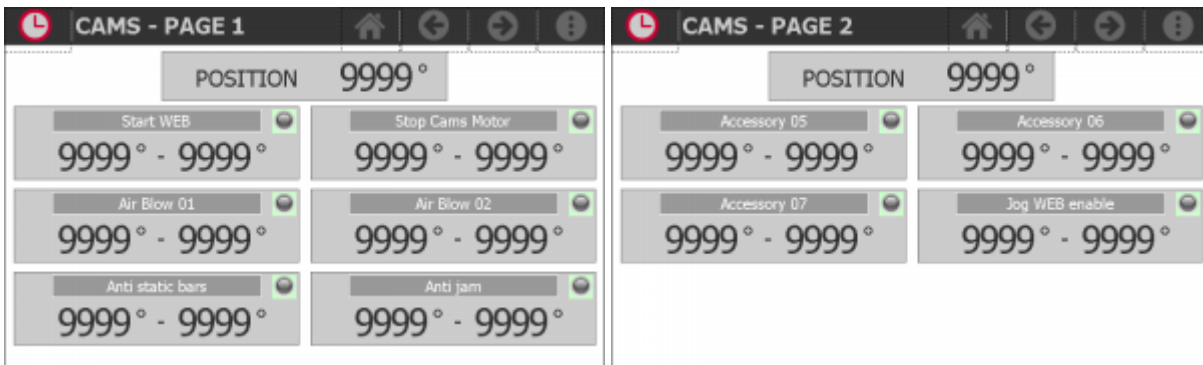 CAMS - PAGE 1
POSITION 9999°
Start WEB
9999° - 9999°
Stop Cams Motor
9999° - 9999°
Air Blow 01
9999° - 9999°
Air Blow 02
9999° - 9999°
Anti static bars
9999° - 9999°
Anti jam
9999° - 9999°
CAMS - PAGE 2
POSITION 9999°
Accessory 05
9999° - 9999°
Accessory 06
9999° - 9999°
Accessory 07
9999° - 9999°
Jog WEB enable
9999° - 9999°